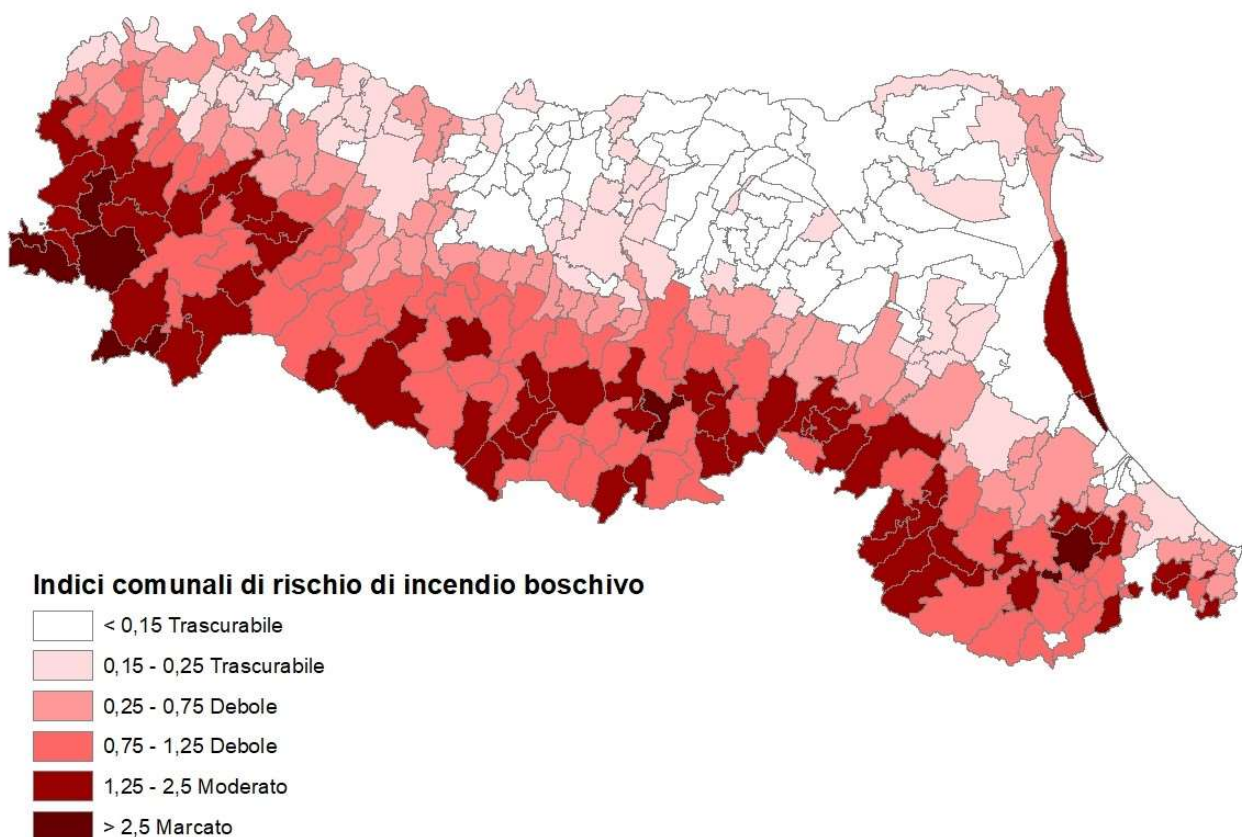 Indici comunali di rischio di incendio boschivo
< 0,15 Trascurabile
0,15 - 0,25 Trascurabile
0,25 - 0,75 Debole
0,75 - 1,25 Debole
1,25 - 2,5 Moderato
> 2,5 Marcato